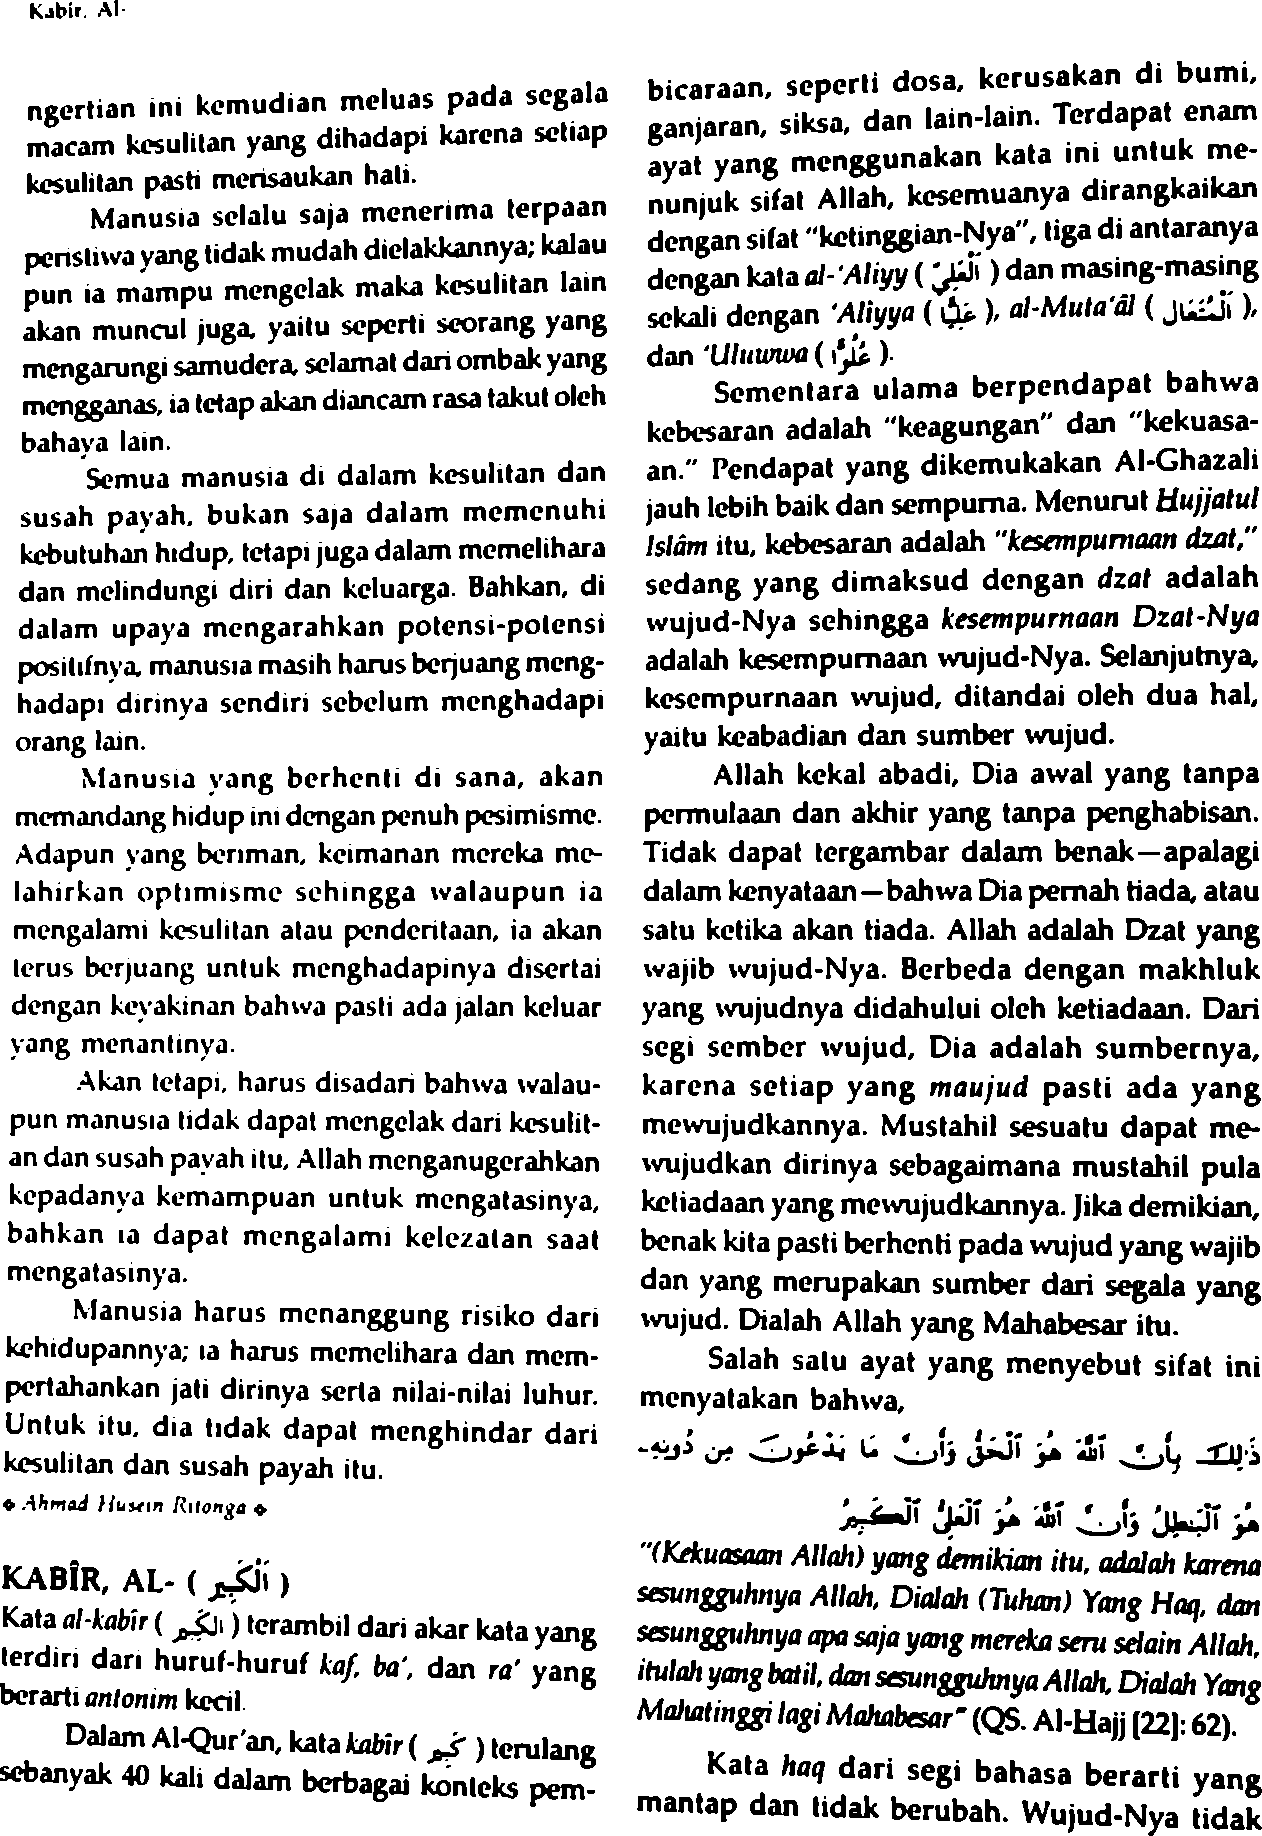 Kabir. Al-
ngertian ini kemudian meluas pada segala
macam kesulitan yang dihadapi karena setiap
kesulitan pasti merisaukan hati.
Manusia selalu saja menerima terpaan
peristiwa yang tidak mudah dielakkannya; kalau
pun ia mampu mengelak maka kesulitan lain
akan muncul juga, yaitu seperti seorang yang
mengarungi samudera, selamat dari ombak yang
mengganas, ia tetap akan diancam rasa takut oleh
bahaya lain.
Semua manusia di dalam kesulitan dan
susah payah, bukan saja dalam memenuhi
kebutuhan hidup, tetapi juga dalam memelihara
dan melindungi diri dan keluarga. Bahkan, di
dalam upaya mengarahkan potensi-potensi
positifnya, manusia masih harus berjuang meng-
hadapi dirinya sendiri sebelum menghadapi
orang lain.
Manusia yang berhenti di sana, akan
memandang hidup ini dengan penuh pesimisme.
Adapun yang beriman, keimanan mereka me-
lahirkan optimisme sehingga walaupun ia
mengalami kesulitan atau penderitaan, ia akan
terus berjuang untuk menghadapinya disertai
dengan keyakinan bahwa pasti ada jalan keluar
yang menantinya.
Akan tetapi, harus disadari bahwa walau-
pun manusia tidak dapat mengelak dari kesulit-
an dan susah payah itu, Allah menganugerahkan
kepadanya kemampuan untuk mengatasinya,
bahkan ia dapat mengalami kelezatan saat
mengatasinya.
Manusia harus menanggung risiko dari
kehidupannya; ia harus memelihara dan mem-
pertahankan jati dirinya serta nilai-nilai luhur.
Untuk itu, dia tidak dapat menghindar dari
kesulitan dan susah payah itu.
⬥ Ahmad Husein Ritonga ⬥
KABÎR, AL- ( اَلْكَبِيْر )
Kata al-kabîr ( الكَبِيْر ) terambil dari akar kata yang
terdiri dari huruf-huruf kaf, ba', dan ra' yang
berarti antonim kecil.
Dalam Al-Qur'an, kata kabîr ( كَبِيْر ) terulang
sebanyak 40 kali dalam berbagai konteks pem-
bicaraan, seperti dosa, kerusakan di bumi,
ganjaran, siksa, dan lain-lain. Terdapat enam
ayat yang menggunakan kata ini untuk me-
nunjuk sifat Allah, kesemuanya dirangkaikan
dengan sifat "ketinggian-Nya", tiga di antaranya
dengan kata al-'Aliyy ( اَلْعَلِيّ ) dan masing-masing
sekali dengan 'Aliyya ( عَلِيًّا ), al-Muta'âl ( اَلْمُتَعَال ),
dan 'Uluwwa ( عُلُوًّا ).
Sementara ulama berpendapat bahwa
kebesaran adalah "keagungan" dan "kekuasa-
an." Pendapat yang dikemukakan Al-Ghazali
jauh lebih baik dan sempurna. Menurut Hujjatul
Islâm itu, kebesaran adalah "kesempurnaan dzat,"
sedang yang dimaksud dengan dzat adalah
wujud-Nya sehingga kesempurnaan Dzat-Nya
adalah kesempurnaan wujud-Nya. Selanjutnya,
kesempurnaan wujud, ditandai oleh dua hal,
yaitu keabadian dan sumber wujud.
Allah kekal abadi, Dia awal yang tanpa
permulaan dan akhir yang tanpa penghabisan.
Tidak dapat tergambar dalam benak—apalagi
dalam kenyataan—bahwa Dia pernah tiada, atau
satu ketika akan tiada. Allah adalah Dzat yang
wajib wujud-Nya. Berbeda dengan makhluk
yang wujudnya didahului oleh ketiadaan. Dari
segi sember wujud, Dia adalah sumbernya,
karena setiap yang maujud pasti ada yang
mewujudkannya. Mustahil sesuatu dapat me-
wujudkan dirinya sebagaimana mustahil pula
ketiadaan yang mewujudkannya. Jika demikian,
benak kita pasti berhenti pada wujud yang wajib
dan yang merupakan sumber dari segala yang
wujud. Dialah Allah yang Mahabesar itu.
Salah satu ayat yang menyebut sifat ini
menyatakan bahwa,
ذَٰلِكَ بِأَنَّ ٱللَّهَ هُوَ ٱلْحَقُّ وَأَنَّ مَا يَدْعُونَ مِن دُونِهِۦ
هُوَ ٱلْبَٰطِلُ وَأَنَّ ٱللَّهَ هُوَ ٱلْعَلِىُّ ٱلْكَبِيرُ
"(Kekuasaan Allah) yang demikian itu, adalah karena
sesungguhnya Allah, Dialah (Tuhan) Yang Haq, dan
sesungguhnya apa saja yang mereka seru selain Allah,
itulah yang batil, dan sesungguhnya Allah, Dialah Yang
Mahatinggi lagi Mahabesar" (QS. Al-Hajj [22]: 62).
Kata haq dari segi bahasa berarti yang
mantap dan tidak berubah. Wujud-Nya tidak